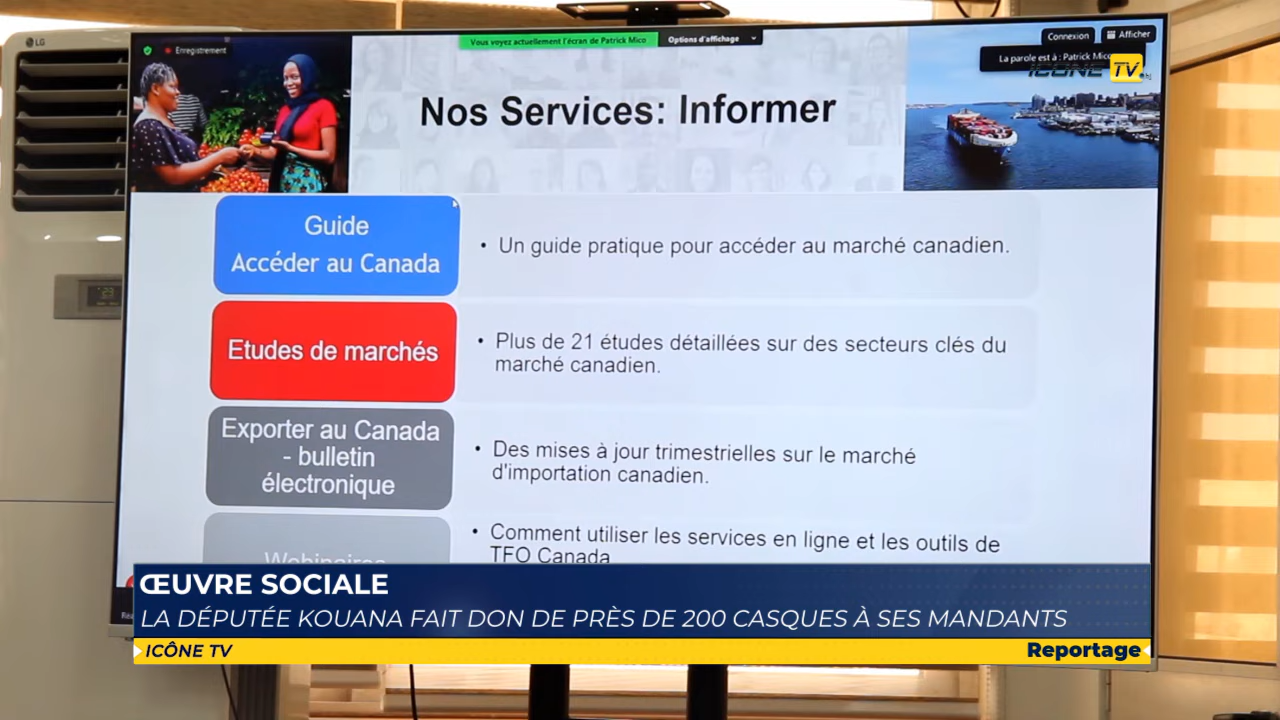 LG
Enregistrement
Vous voyez actuellement l'écran de Patrick Mico
Options d'affichage
Connexion
Afficher
La parole est à : Patrick Mico
ICÔNE TV
Nos Services: Informer
Guide
Accéder au Canada
• Un guide pratique pour accéder au marché canadien.
Etudes de marchés
• Plus de 21 études détaillées sur des secteurs clés du
marché canadien.
Exporter au Canada
- bulletin
électronique
• Des mises à jour trimestrielles sur le marché
d'importation canadien.
Webinaires
• Comment utiliser les services en ligne et les outils de
TFO Canada
ŒUVRE SOCIALE
LA DÉPUTÉE KOUANA FAIT DON DE PRÈS DE 200 CASQUES À SES MANDANTS
ICÔNE TV
Reportage